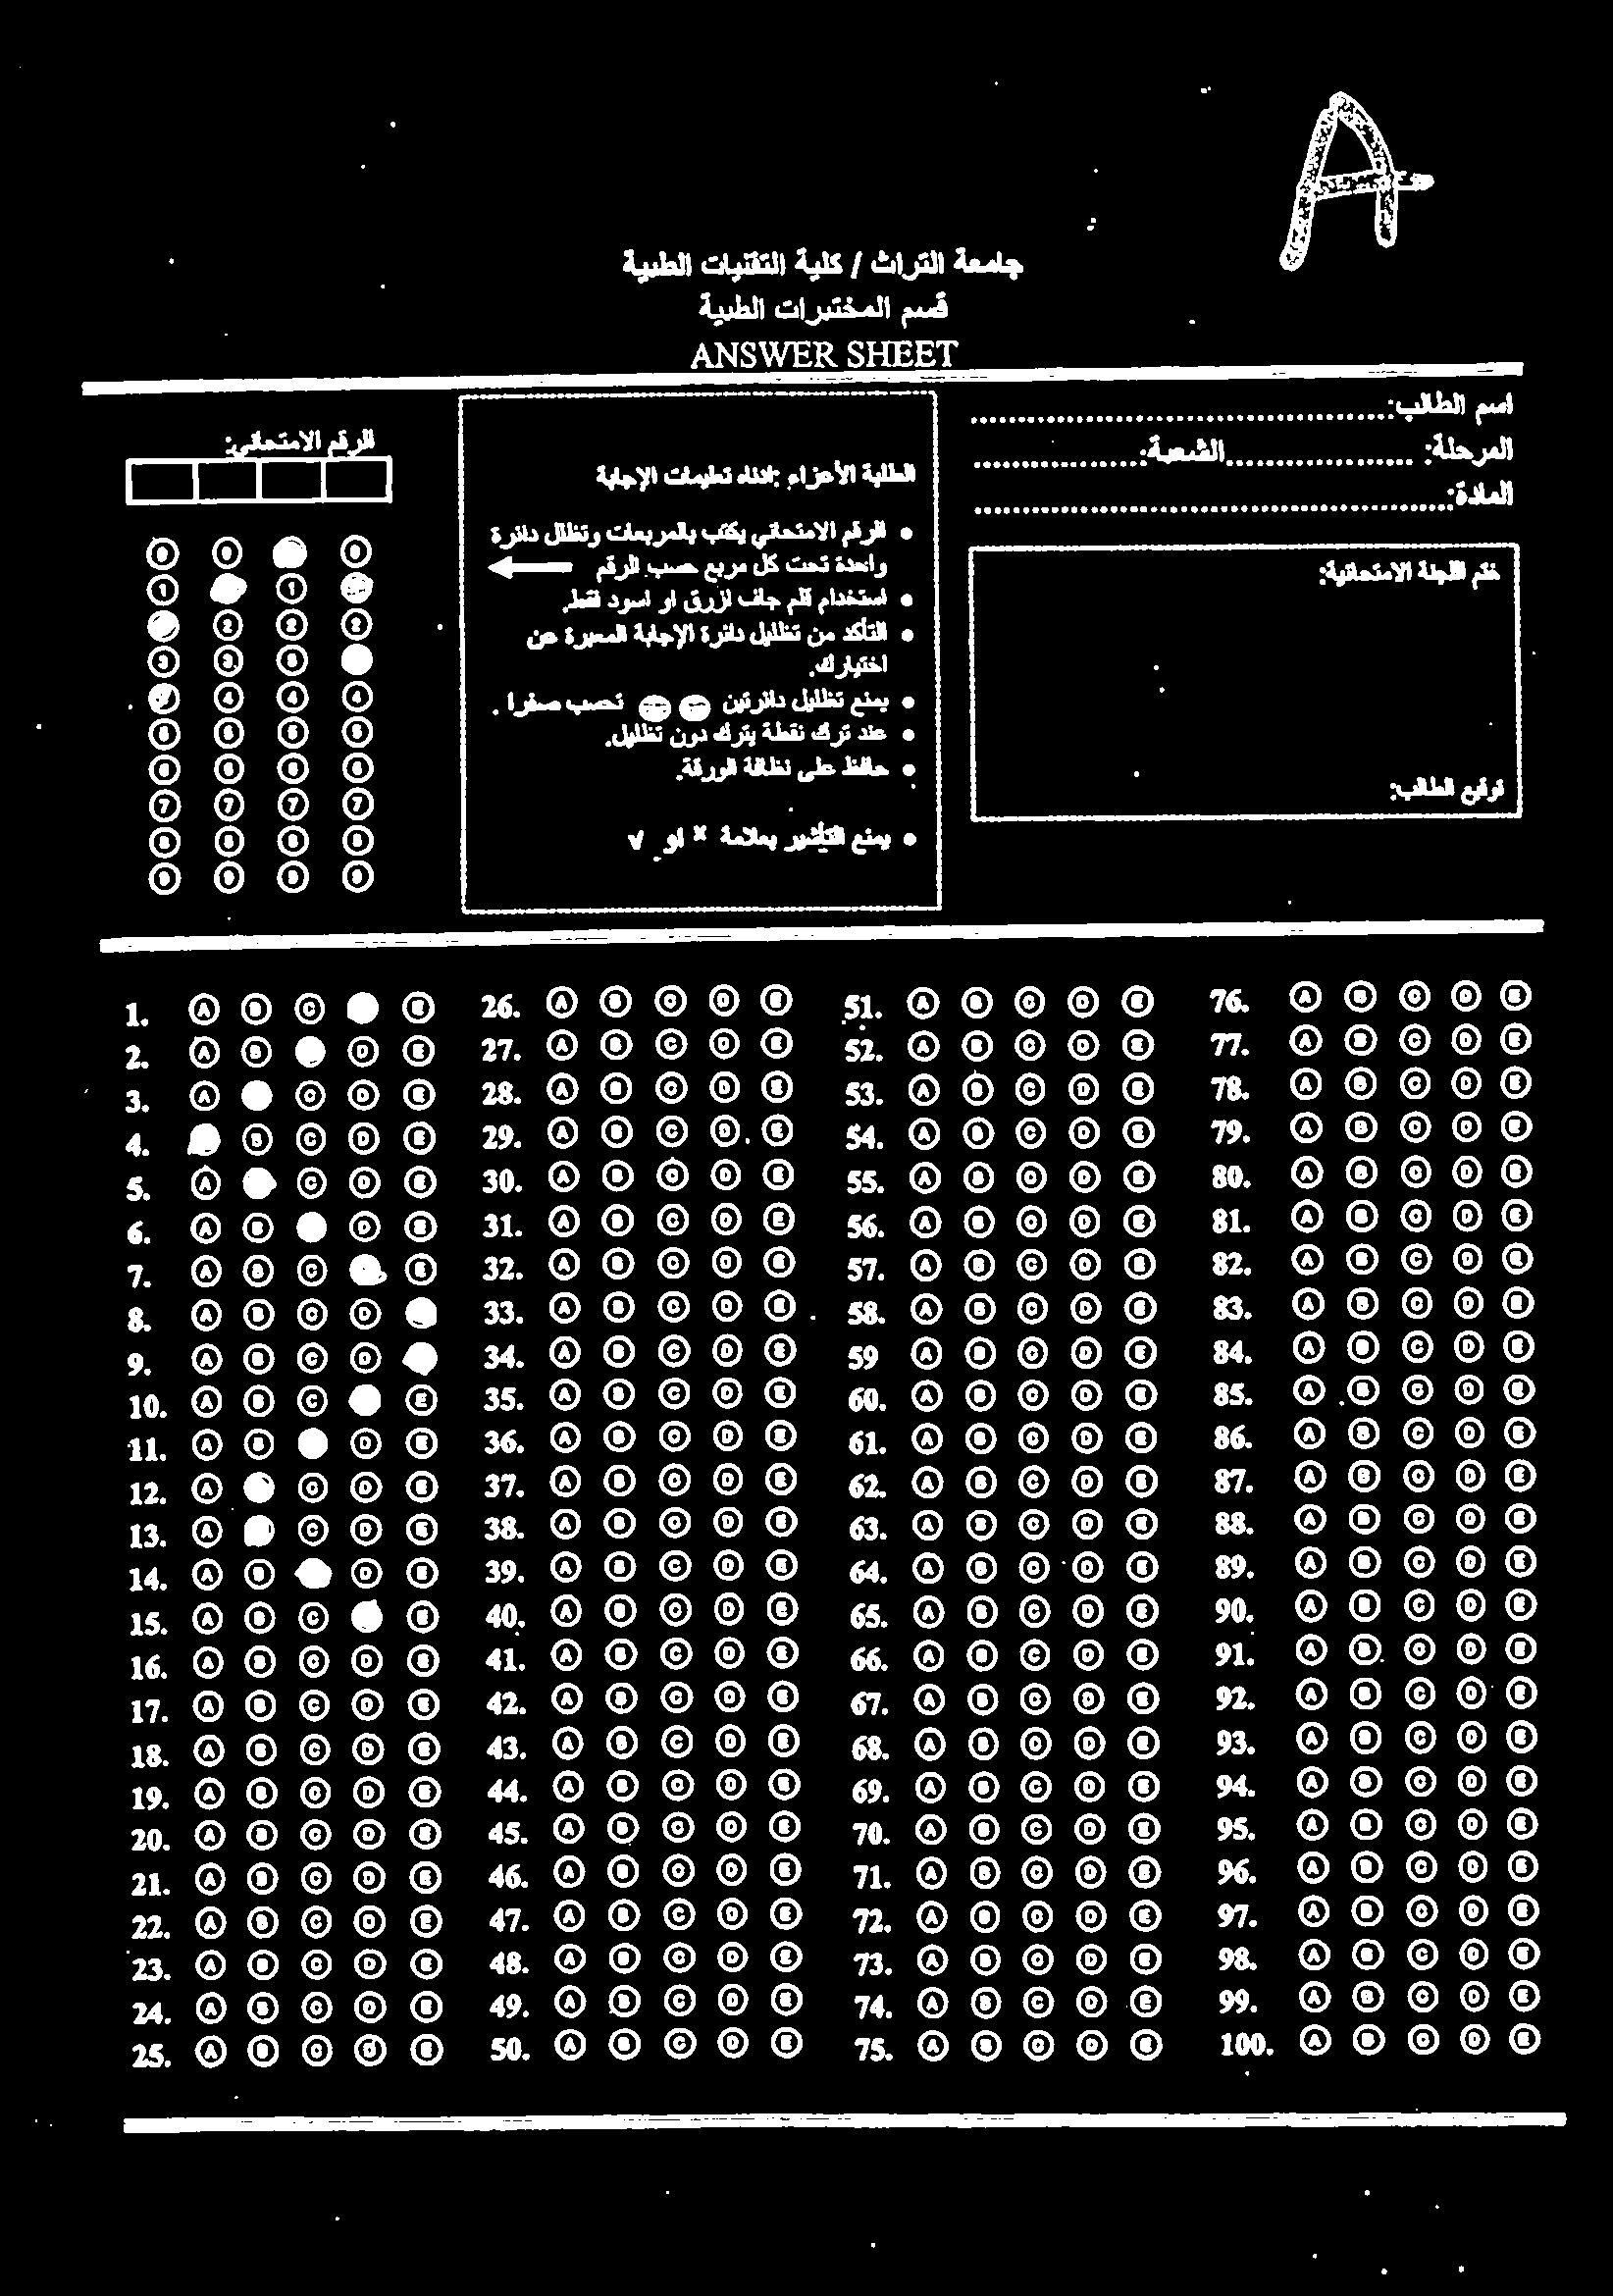 A
جامعة التراث / كلية التقنيات الطبية
قسم المختبرات الطبية
ANSWER SHEET
اسم الطالب:
المرحلة: الشعبة:
المادة:
ختم اللجنة الامتحانية:
توقيع الطالب:
الطلبة الأعزاء :ادناه تعليمات الإجابة
• الرقم الامتحاني يكتب بالمربعات وتظلل دائرة
واحدة تحت كل مربع حسب الرقم
• استخدام قلم جاف ازرق او اسود فقط.
• التأكد من تظليل دائرة الإجابة المعبرة عن
اختيارك.
• يمنع تظليل دائرتين تحسب صفرا .
• عند ترك نقطة يترك دون تظليل.
• حافظ على نظافة الورقة.
• يمنع التأشير بعلامة × او √
الرقم الامتحاني:
0 0 0
1 1
2 2 2
3 3 3
4 4 4
5 5 5 5
6 6 6 6
7 7 7 7
8 8 8 8
9 9 9 9
1. A B C E
2. A B D E
3. A C D E
4. B C D E
5. A C D E
6. A B D E
7. A B C E
8. A B C D
9. A B C D
10. A B C E
11. A B D E
12. A C D E
13. A C D E
14. A B D E
15. A B C E
16. A B C D E
17. A B C D E
18. A B C D E
19. A B C D E
20. A B C D E
21. A B C D E
22. A B C D E
23. A B C D E
24. A B C D E
25. A B C D E
26. A B C D E
27. A B C D E
28. A B C D E
29. A B C D E
30. A B C D E
31. A B C D E
32. A B C D E
33. A B C D E
34. A B C D E
35. A B C D E
36. A B C D E
37. A B C D E
38. A B C D E
39. A B C D E
40. A B C D E
41. A B C D E
42. A B C D E
43. A B C D E
44. A B C D E
45. A B C D E
46. A B C D E
47. A B C D E
48. A B C D E
49. A B C D E
50. A B C D E
51. A B C D E
52. A B C D E
53. A B C D E
54. A B C D E
55. A B C D E
56. A B C D E
57. A B C D E
58. A B C D E
59 A B C D E
60. A B C D E
61. A B C D E
62. A B C D E
63. A B C D E
64. A B C D E
65. A B C D E
66. A B C D E
67. A B C D E
68. A B C D E
69. A B C D E
70. A B C D E
71. A B C D E
72. A B C D E
73. A B C D E
74. A B C D E
75. A B C D E
76. A B C D E
77. A B C D E
78. A B C D E
79. A B C D E
80. A B C D E
81. A B C D E
82. A B C D E
83. A B C D E
84. A B C D E
85. A B C D E
86. A B C D E
87. A B C D E
88. A B C D E
89. A B C D E
90. A B C D E
91. A B C D E
92. A B C D E
93. A B C D E
94. A B C D E
95. A B C D E
96. A B C D E
97. A B C D E
98. A B C D E
99. A B C D E
100. A B C D E